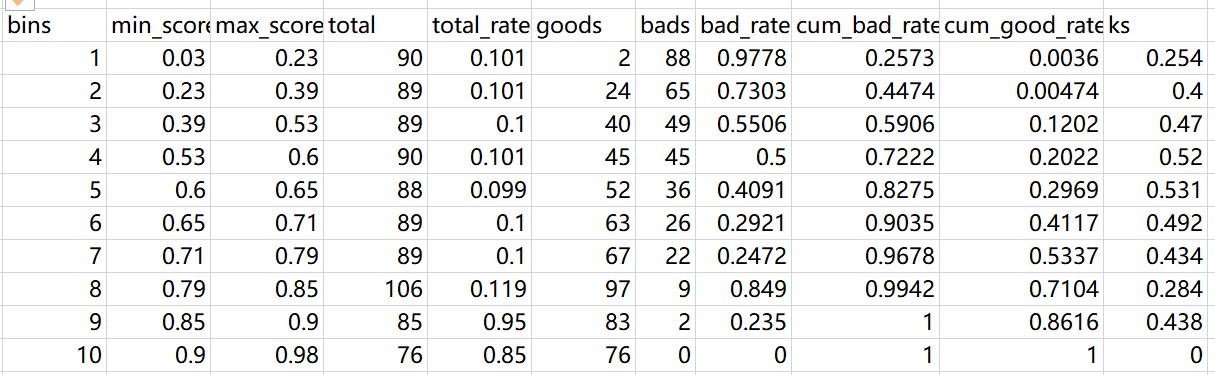 bins min_score max_score total total_rate goods bads bad_rate cum_bad_rate cum_good_rate ks
1 0.03 0.23 90 0.101 2 88 0.9778 0.2573 0.0036 0.254
2 0.23 0.39 89 0.101 24 65 0.7303 0.4474 0.00474 0.4
3 0.39 0.53 89 0.1 40 49 0.5506 0.5906 0.1202 0.47
4 0.53 0.6 90 0.101 45 45 0.5 0.7222 0.2022 0.52
5 0.6 0.65 88 0.099 52 36 0.4091 0.8275 0.2969 0.531
6 0.65 0.71 89 0.1 63 26 0.2921 0.9035 0.4117 0.492
7 0.71 0.79 89 0.1 67 22 0.2472 0.9678 0.5337 0.434
8 0.79 0.85 106 0.119 97 9 0.849 0.9942 0.7104 0.284
9 0.85 0.9 85 0.95 83 2 0.235 1 0.8616 0.438
10 0.9 0.98 76 0.85 76 0 0 1 1 0